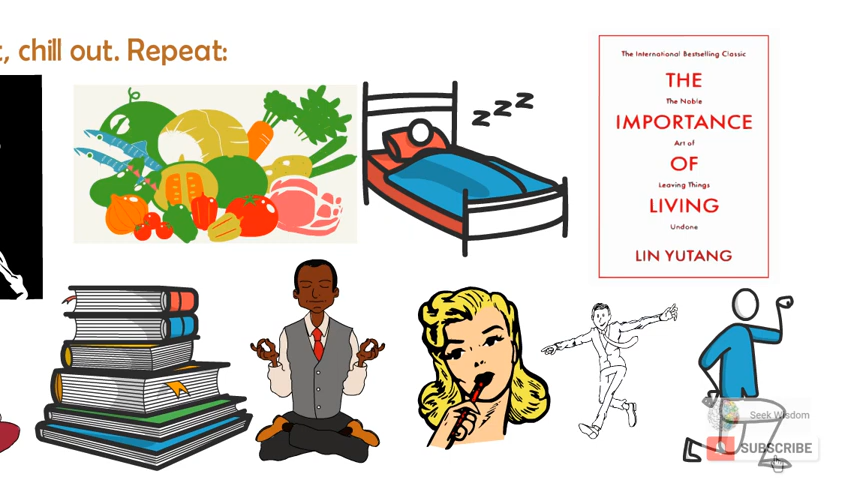 t, chill out. Repeat:
z z z
The International Bestselling Classic
THE
The Noble
IMPORTANCE
Art of
OF
Leaving Things
LIVING
Undone
LIN YUTANG
Seek Wisdom
SUBSCRIBE